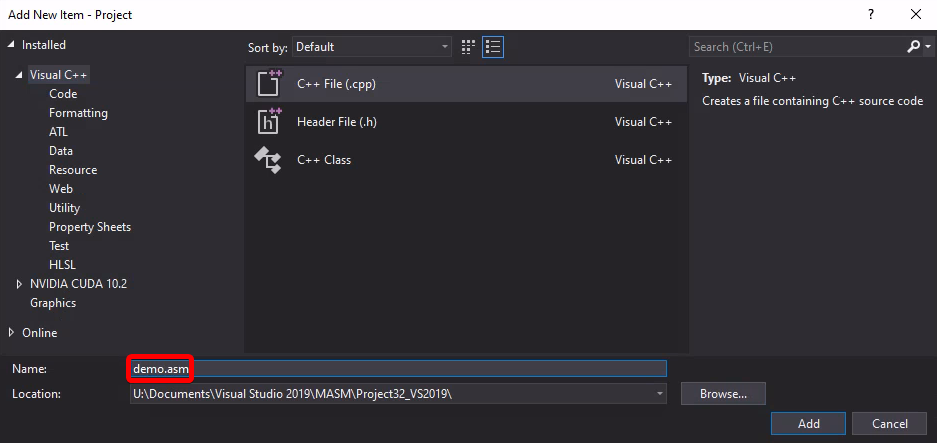 Add New Item - Project
?
Installed
Sort by: Default
Search (Ctrl+E)
Visual C++
Code
Formatting
ATL
Data
Resource
Web
Utility
Property Sheets
Test
HLSL
NVIDIA CUDA 10.2
Graphics
Online
C++ File (.cpp) Visual C++
Header File (.h) Visual C++
C++ Class Visual C++
Type: Visual C++
Creates a file containing C++ source code
Name: demo.asm
Location: U:\Documents\Visual Studio 2019\MASM\Project32_VS2019\
Browse...
Add Cancel